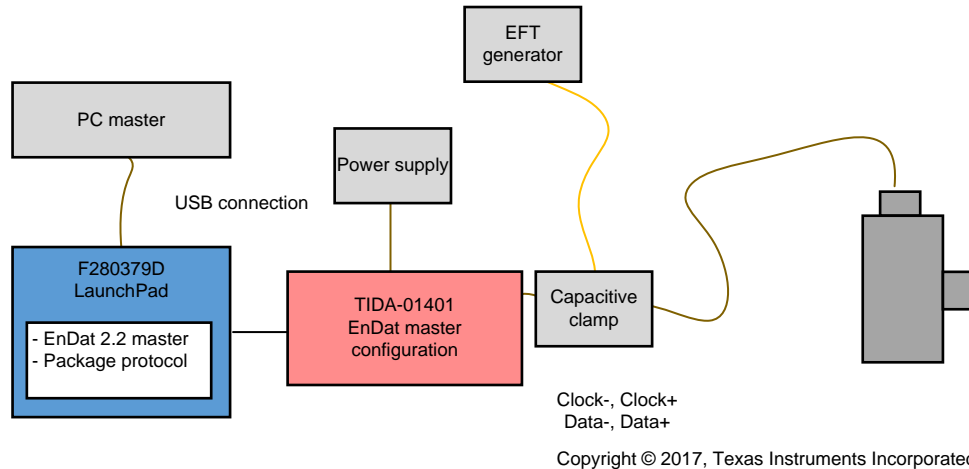 EFT
generator
PC master
Power supply
USB connection
F280379D
LaunchPad
- EnDat 2.2 master
- Package protocol
TIDA-01401
EnDat master
configuration
Capacitive
clamp
Clock-, Clock+
Data-, Data+
Copyright © 2017, Texas Instruments Incorporated